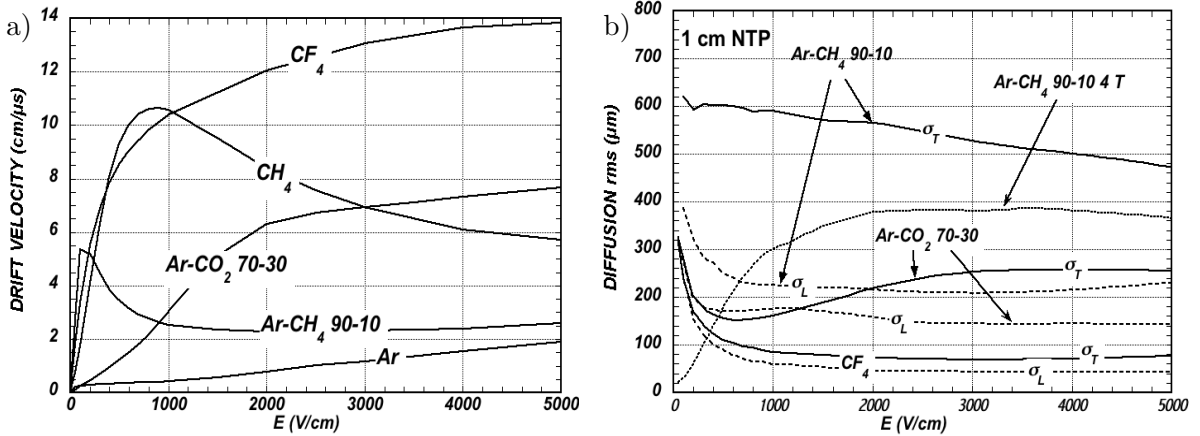 a)
DRIFT VELOCITY (cm/μs)
14
12
10
8
6
4
2
0
CF4
CH4
Ar-CO2 70-30
Ar-CH4 90-10
Ar
0 1000 2000 3000 4000 5000
E (V/cm)
b)
DIFFUSION rms (μm)
800
700
600
500
400
300
200
100
0
1 cm NTP
Ar-CH4 90-10
Ar-CH4 90-10 4 T
σT
Ar-CO2 70-30
σT
σL
σL
CF4
σT
σL
0 1000 2000 3000 4000 5000
E (V/cm)